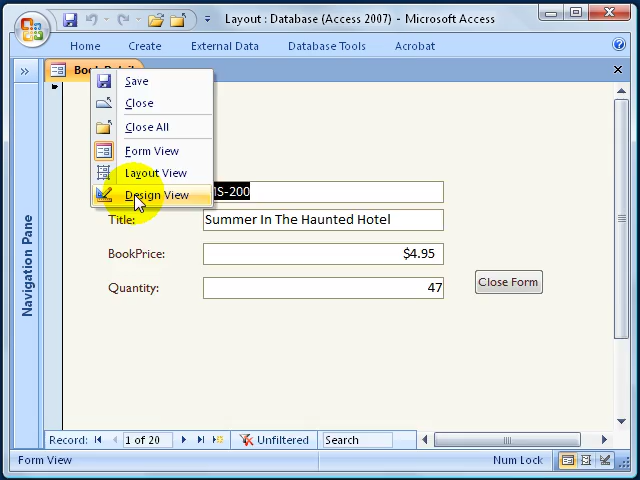 Layout : Database (Access 2007) - Microsoft Access
Home Create External Data Database Tools Acrobat
Save
Close
Close All
Form View
Layout View
Design View
Navigation Pane
Title: Summer In The Haunted Hotel
BookPrice: $4.95
Quantity: 47
Close Form
Record: 1 of 20 Unfiltered Search
Form View Num Lock